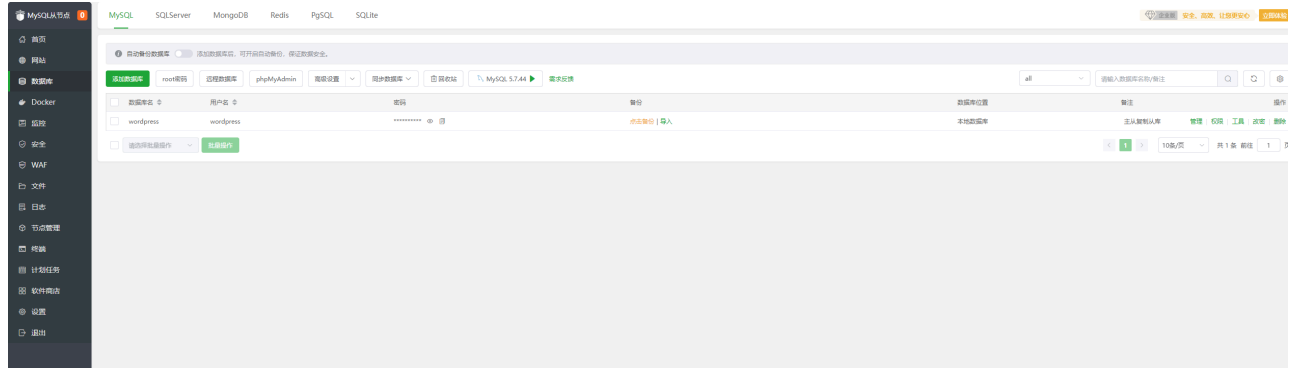 MySQL从节点 0
首页
网站
数据库
Docker
监控
安全
WAF
文件
日志
节点管理
终端
计划任务
软件商店
设置
退出
MySQL SQLServer MongoDB Redis PgSQL SQLite
企业版 安全、高效、让您更安心 立即体验
自动备份数据库 添加数据库后，可开启自动备份，保证数据安全。
添加数据库 root密码 远程数据库 phpMyAdmin 高级设置 同步数据库 回收站 MySQL 5.7.44 需求反馈 all 请输入数据库名称/备注
数据库名 用户名 密码 备份 数据库位置 备注 操作
wordpress wordpress ********** 点击备份 | 导入 本地数据库 主从复制从库 管理 | 权限 | 工具 | 改密 | 删除
请选择批量操作 批量操作 1 10条/页 共 1 条 前往 1